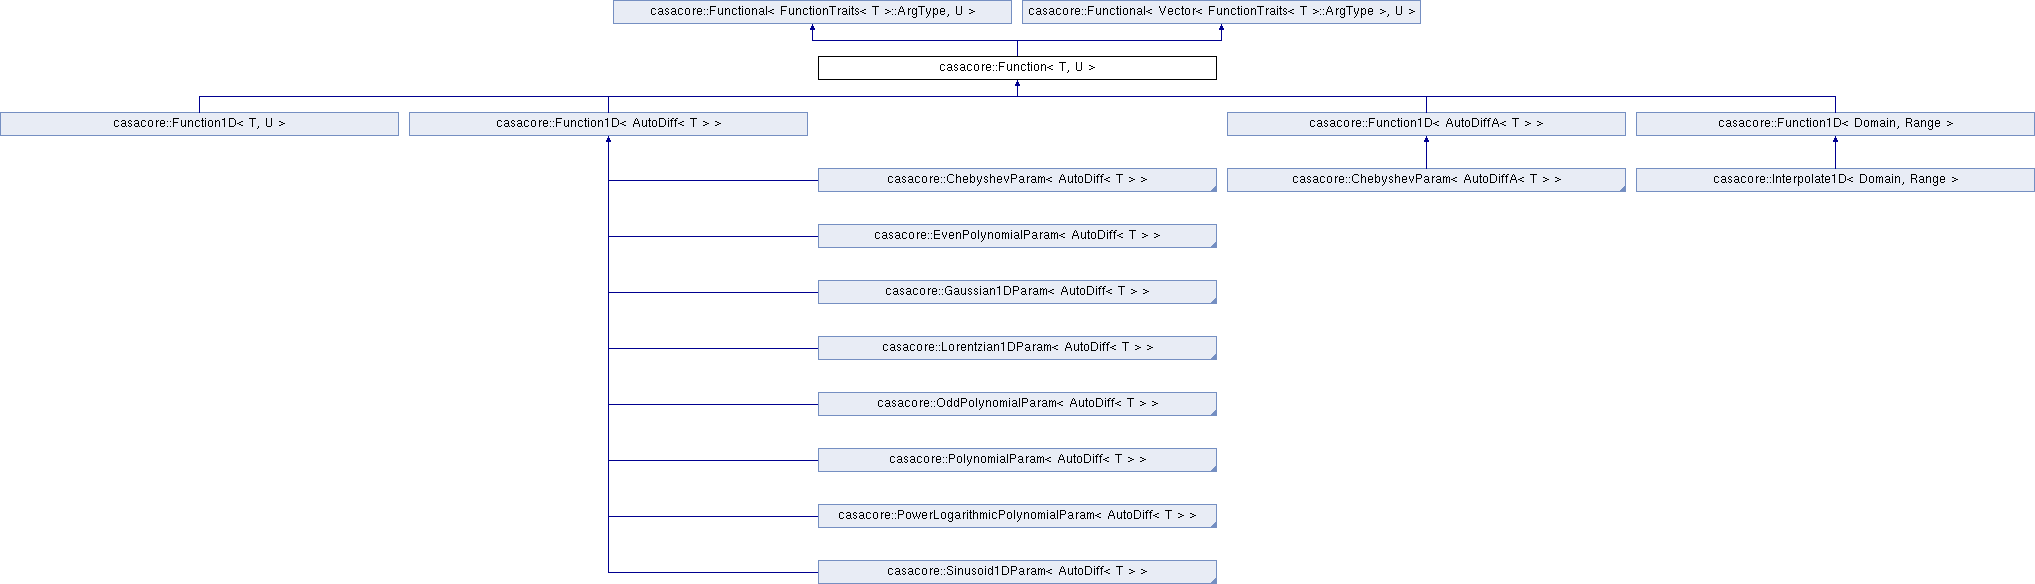 casacore::Functional< FunctionTraits< T >::ArgType, U >
casacore::Functional< Vector< FunctionTraits< T >::ArgType >, U >
casacore::Function< T, U >
casacore::Function1D< T, U >
casacore::Function1D< AutoDiff< T > >
casacore::Function1D< AutoDiffA< T > >
casacore::Function1D< Domain, Range >
casacore::ChebyshevParam< AutoDiff< T > >
casacore::ChebyshevParam< AutoDiffA< T > >
casacore::Interpolate1D< Domain, Range >
casacore::EvenPolynomialParam< AutoDiff< T > >
casacore::Gaussian1DParam< AutoDiff< T > >
casacore::Lorentzian1DParam< AutoDiff< T > >
casacore::OddPolynomialParam< AutoDiff< T > >
casacore::PolynomialParam< AutoDiff< T > >
casacore::PowerLogarithmicPolynomialParam< AutoDiff< T > >
casacore::Sinusoid1DParam< AutoDiff< T > >